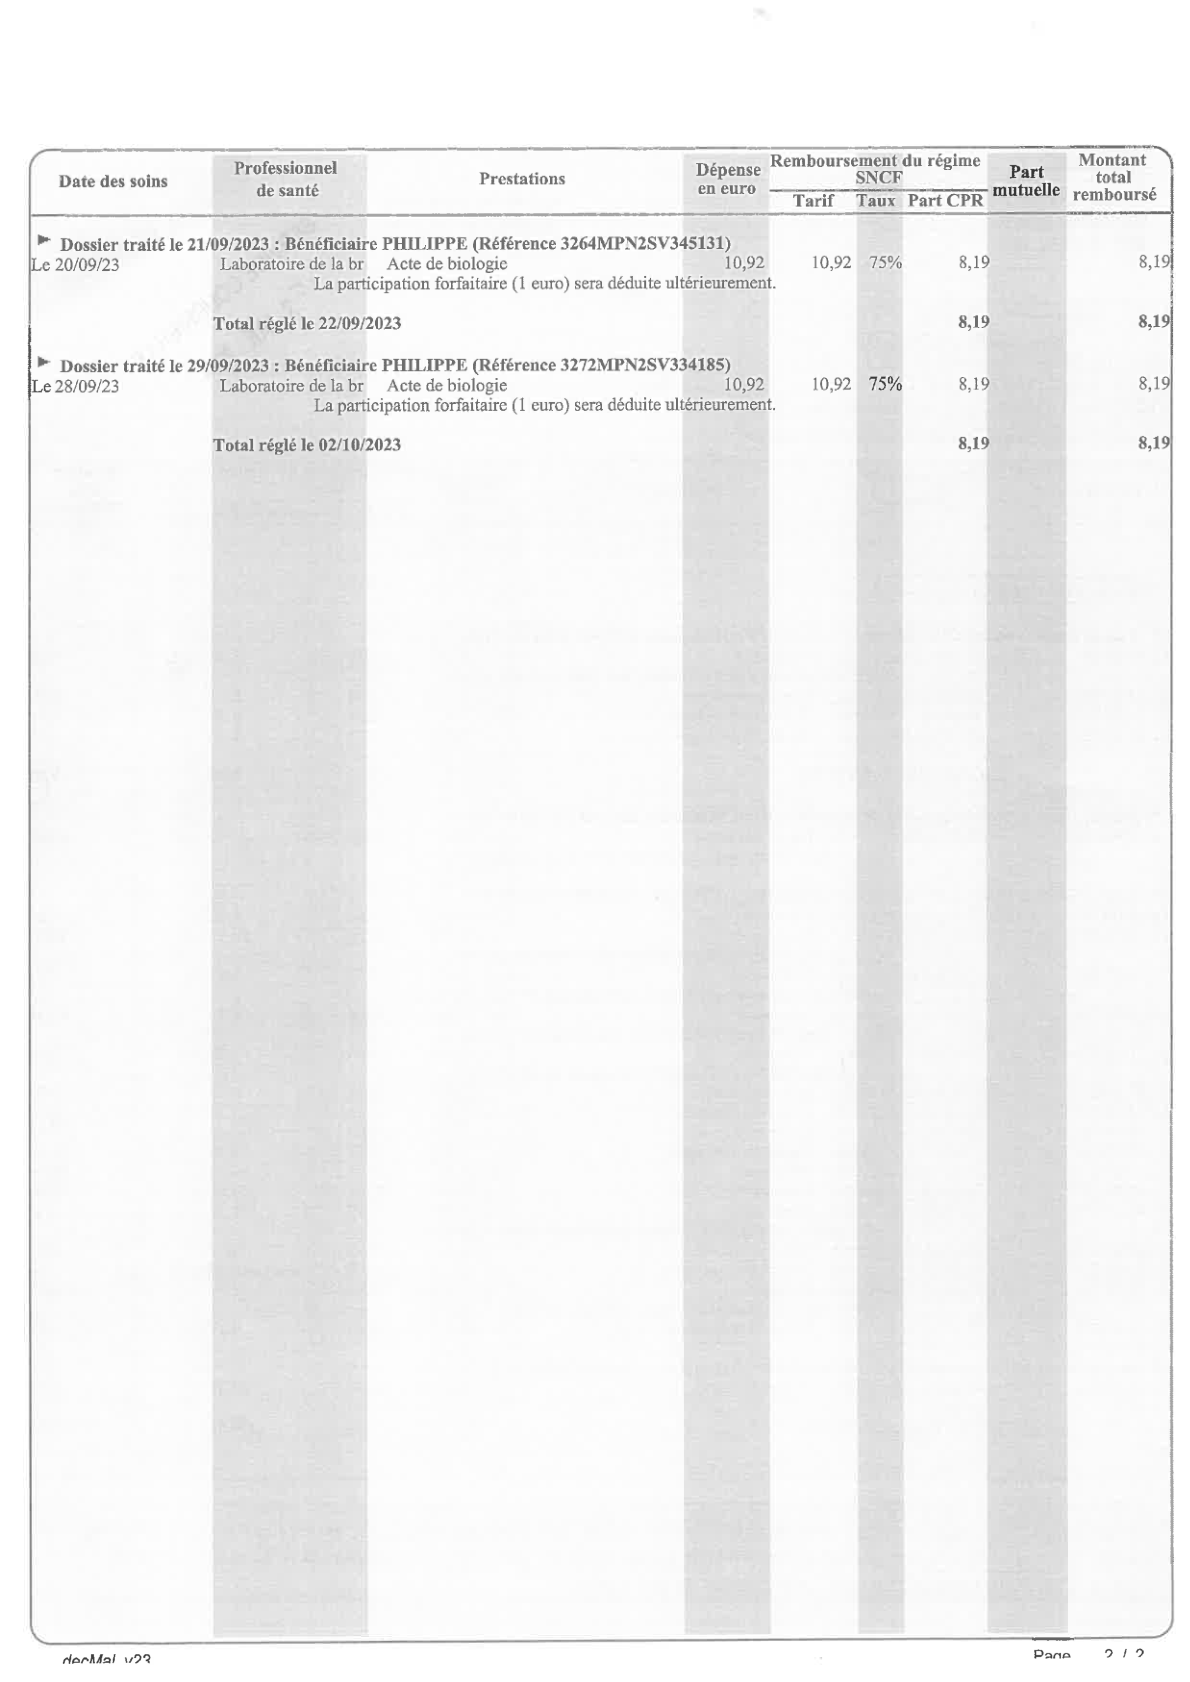 Date des soins Professionnel de santé Prestations Dépense en euro Remboursement du régime SNCF Part mutuelle Montant total remboursé
Tarif Taux Part CPR
► Dossier traité le 21/09/2023 : Bénéficiaire PHILIPPE (Référence 3264MPN2SV345131)
Le 20/09/23 Laboratoire de la br Acte de biologie 10,92 10,92 75% 8,19 8,19
La participation forfaitaire (1 euro) sera déduite ultérieurement.
Total réglé le 22/09/2023 8,19 8,19
► Dossier traité le 29/09/2023 : Bénéficiaire PHILIPPE (Référence 3272MPN2SV334185)
Le 28/09/23 Laboratoire de la br Acte de biologie 10,92 10,92 75% 8,19 8,19
La participation forfaitaire (1 euro) sera déduite ultérieurement.
Total réglé le 02/10/2023 8,19 8,19
decMal v23 Page 2 / 2